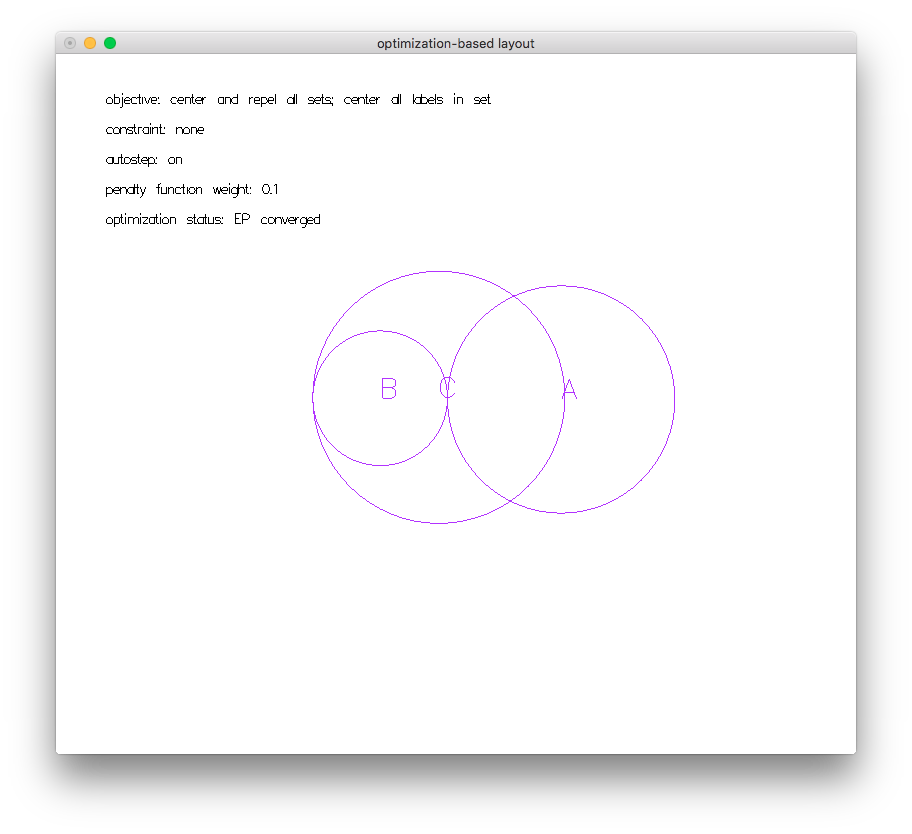 optimization-based layout
objective: center and repel all sets; center all labels in set
constraint: none
autostep: on
penalty function weight: 0.1
optimization status: EP converged
B C A